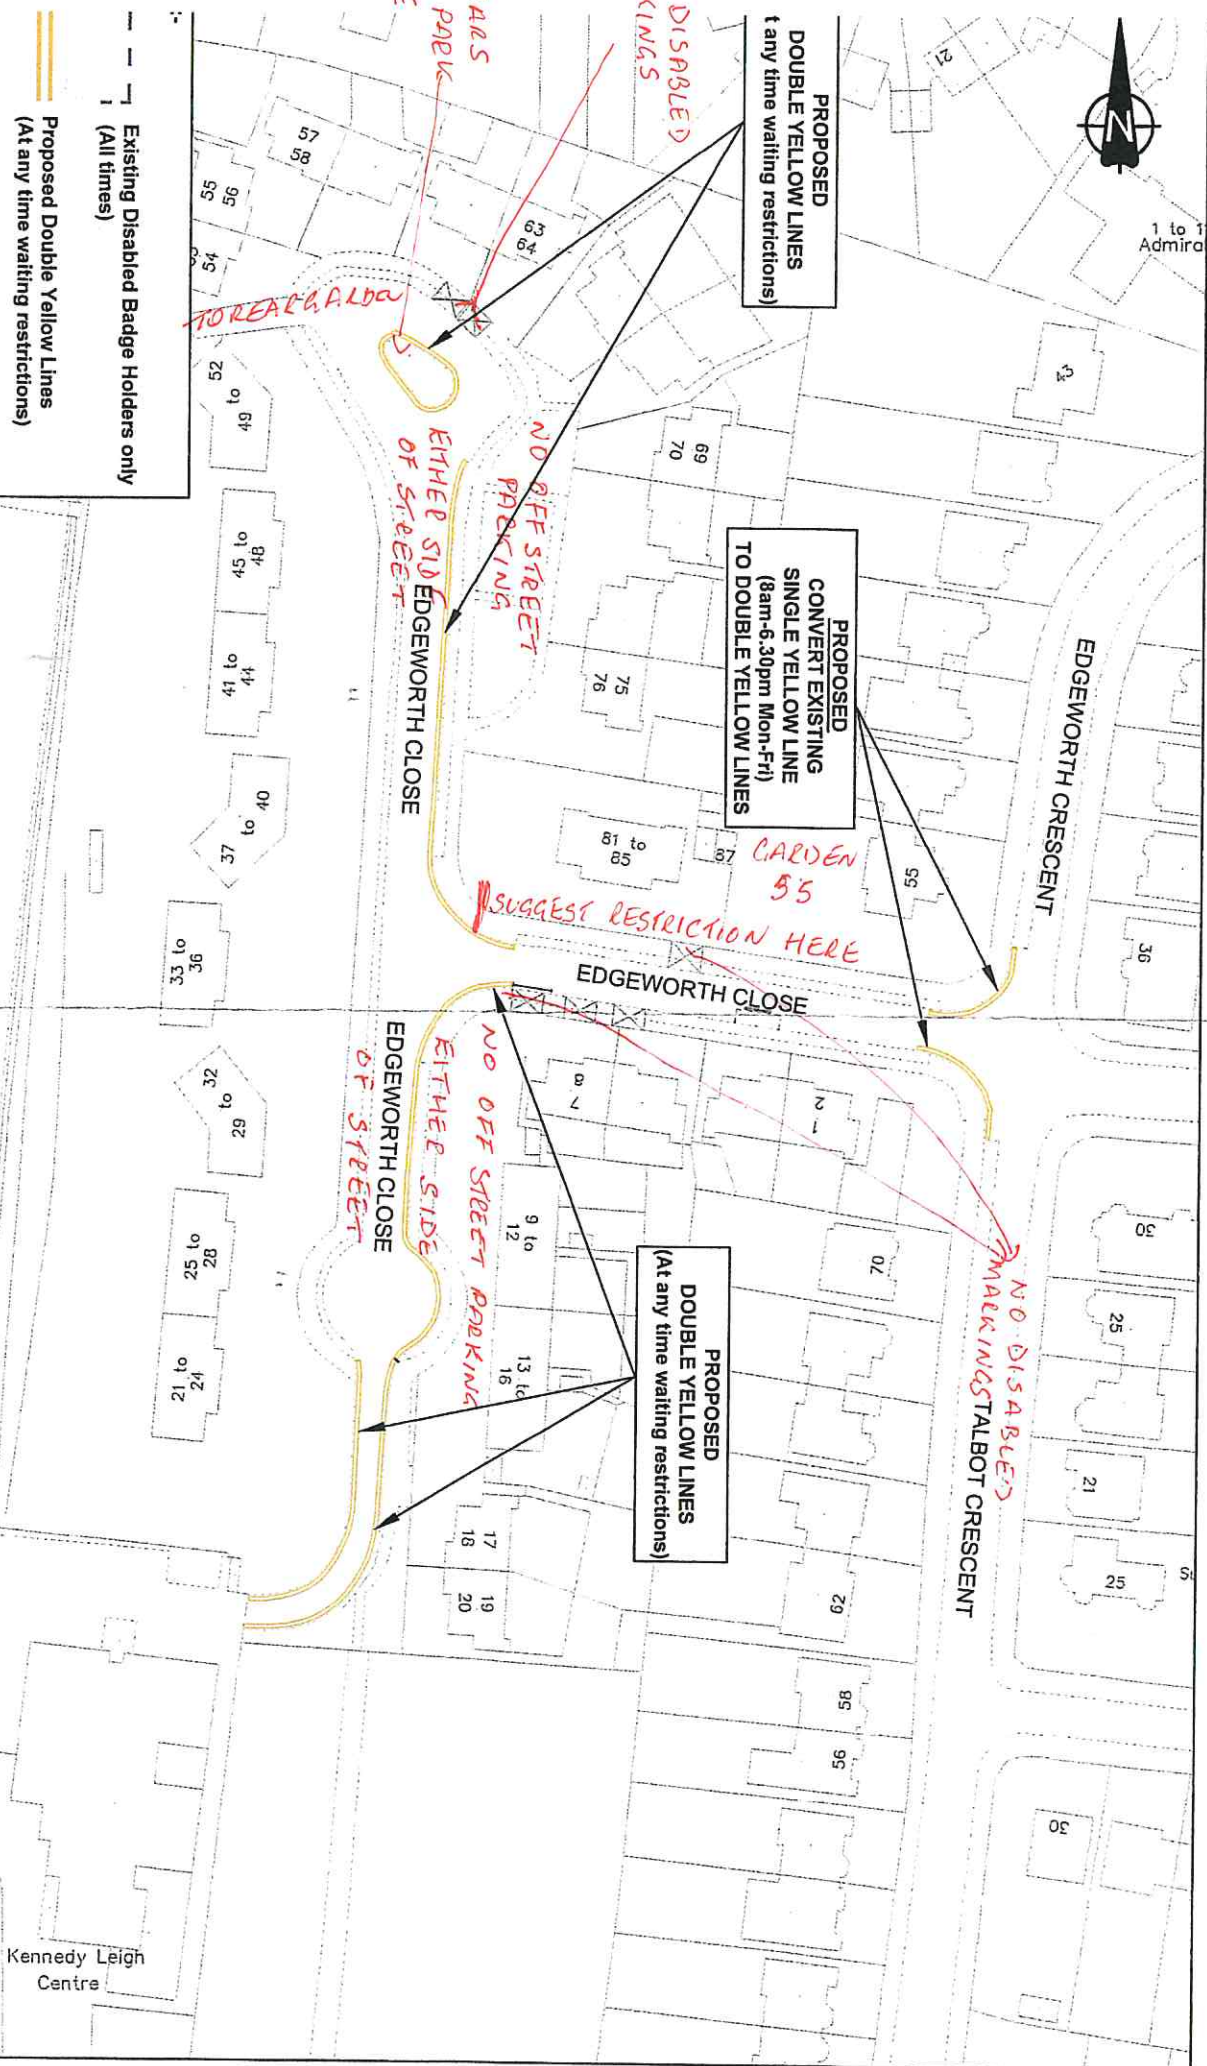 N
21
1 to 1
Admira
PROPOSED
DOUBLE YELLOW LINES
t any time waiting restrictions)
DISABLED
KINGS
ARS
PARK
E
57
58
55
56
54
63
64
TO REAR GARDEN
52
49 to
69
70
NO OFF STREET
PARKING
EITHER SIDE
OF STREET
EDGEWORTH CLOSE
45 to
48
41 to
44
37 to 40
33 to
36
29 to 32
25 to
28
21 to
24
75
76
81 to
85
87
GARDEN
55
55
34
36
PROPOSED
CONVERT EXISTING
SINGLE YELLOW LINE
(8am-6.30pm Mon-Fri)
TO DOUBLE YELLOW LINES
EDGEWORTH CRESCENT
SUGGEST RESTRICTION HERE
EDGEWORTH CLOSE
EDGEWORTH CLOSE
NO OFF STREET PARKING
EITHER SIDE
OF STREET
7
8
1
2
9 to
12
13 to
16
17
18
19
20
PROPOSED
DOUBLE YELLOW LINES
(At any time waiting restrictions)
NO DISABLED
MARKINGS
TALBOT CRESCENT
70
62
58
56
30
25
21
25
St
30
Kennedy Leigh
Centre
Existing Disabled Badge Holders only
(All times)
Proposed Double Yellow Lines
(At any time waiting restrictions)